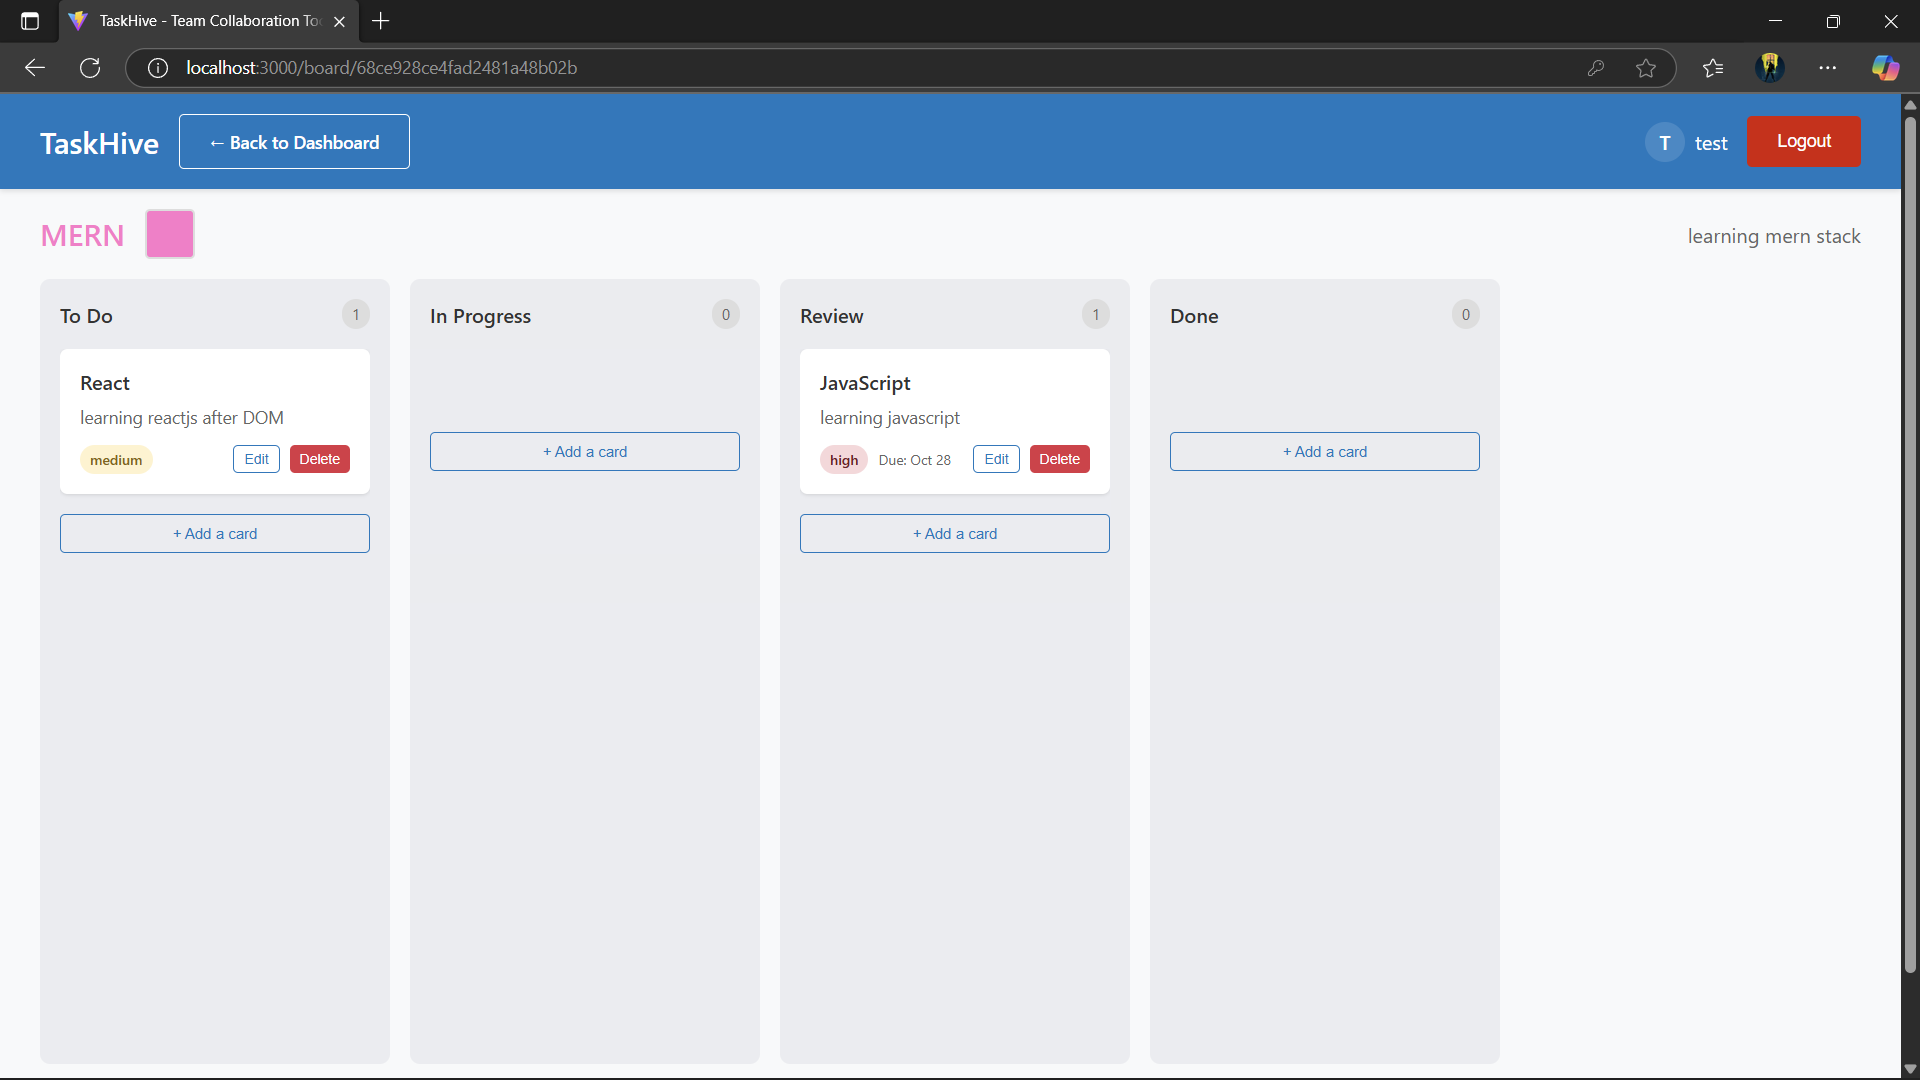 TaskHive - Team Collaboration To
localhost:3000/board/68ce928ce4fad2481a48b02b
TaskHive
← Back to Dashboard
T
test
Logout
MERN
learning mern stack
To Do
1
React
learning reactjs after DOM
medium
Edit
Delete
+ Add a card
In Progress
0
+ Add a card
Review
1
JavaScript
learning javascript
high
Due: Oct 28
Edit
Delete
+ Add a card
Done
0
+ Add a card